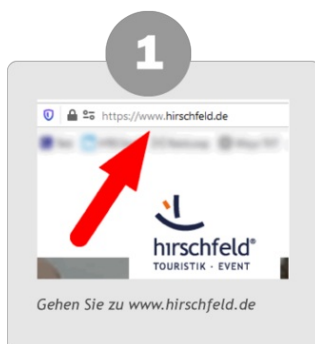 1
https://www.hirschfeld.de
hirschfeld®
TOURISTIK - EVENT
Gehen Sie zu www.hirschfeld.de